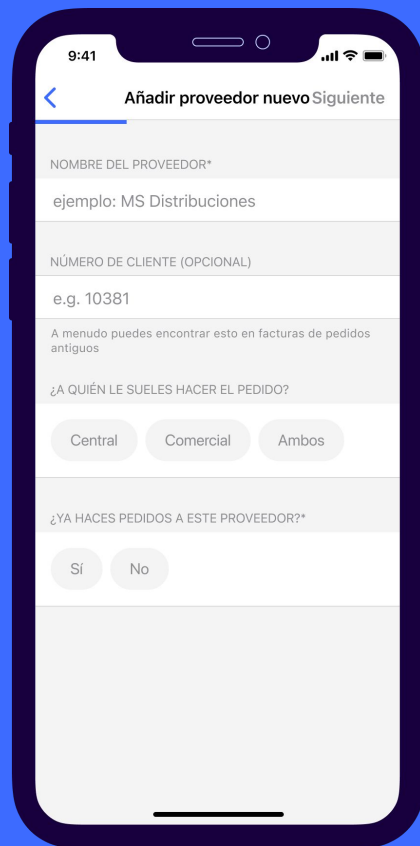 9:41
Añadir proveedor nuevo Siguiente
NOMBRE DEL PROVEEDOR*
ejemplo: MS Distribuciones
NÚMERO DE CLIENTE (OPCIONAL)
e.g. 10381
A menudo puedes encontrar esto en facturas de pedidos
antiguos
¿A QUIÉN LE SUELES HACER EL PEDIDO?
Central Comercial Ambos
¿YA HACES PEDIDOS A ESTE PROVEEDOR?*
Sí No